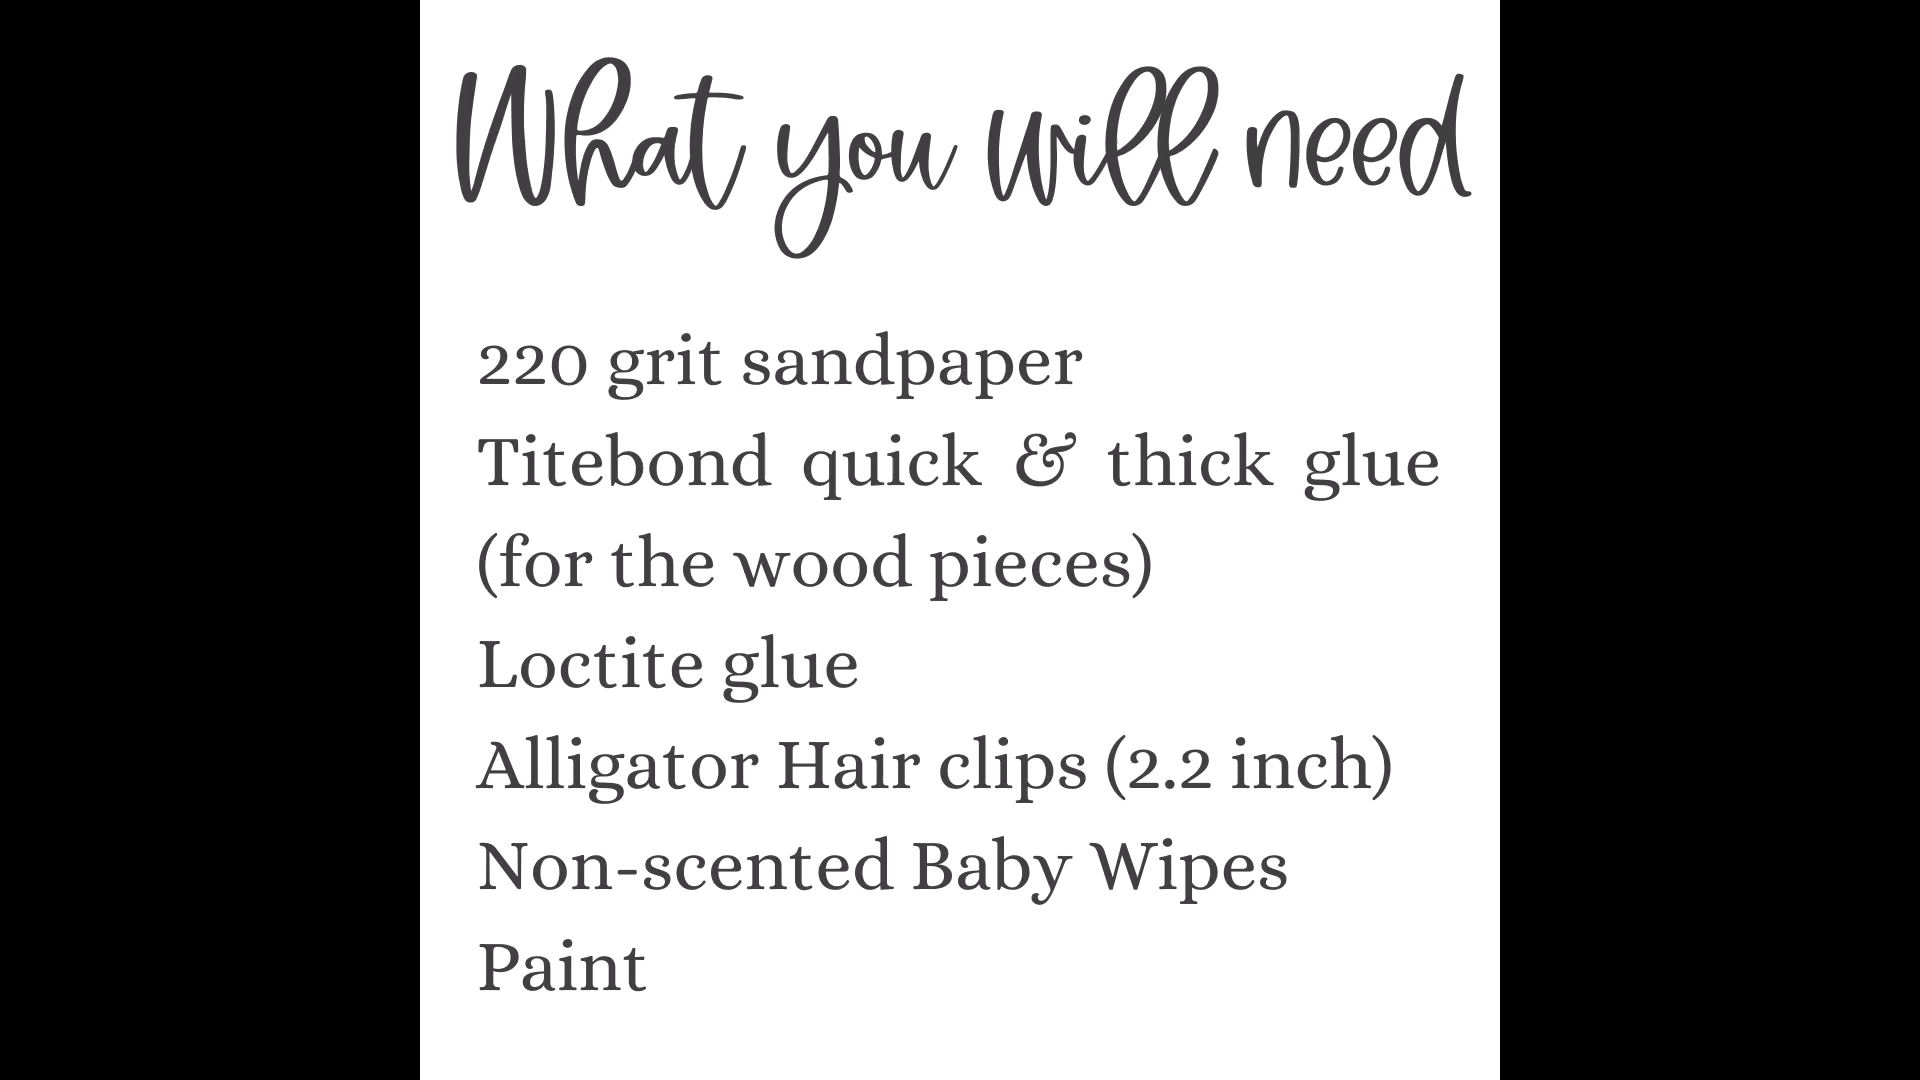 What you will need
220 grit sandpaper
Titebond quick & thick glue
(for the wood pieces)
Loctite glue
Alligator Hair clips (2.2 inch)
Non-scented Baby Wipes
Paint